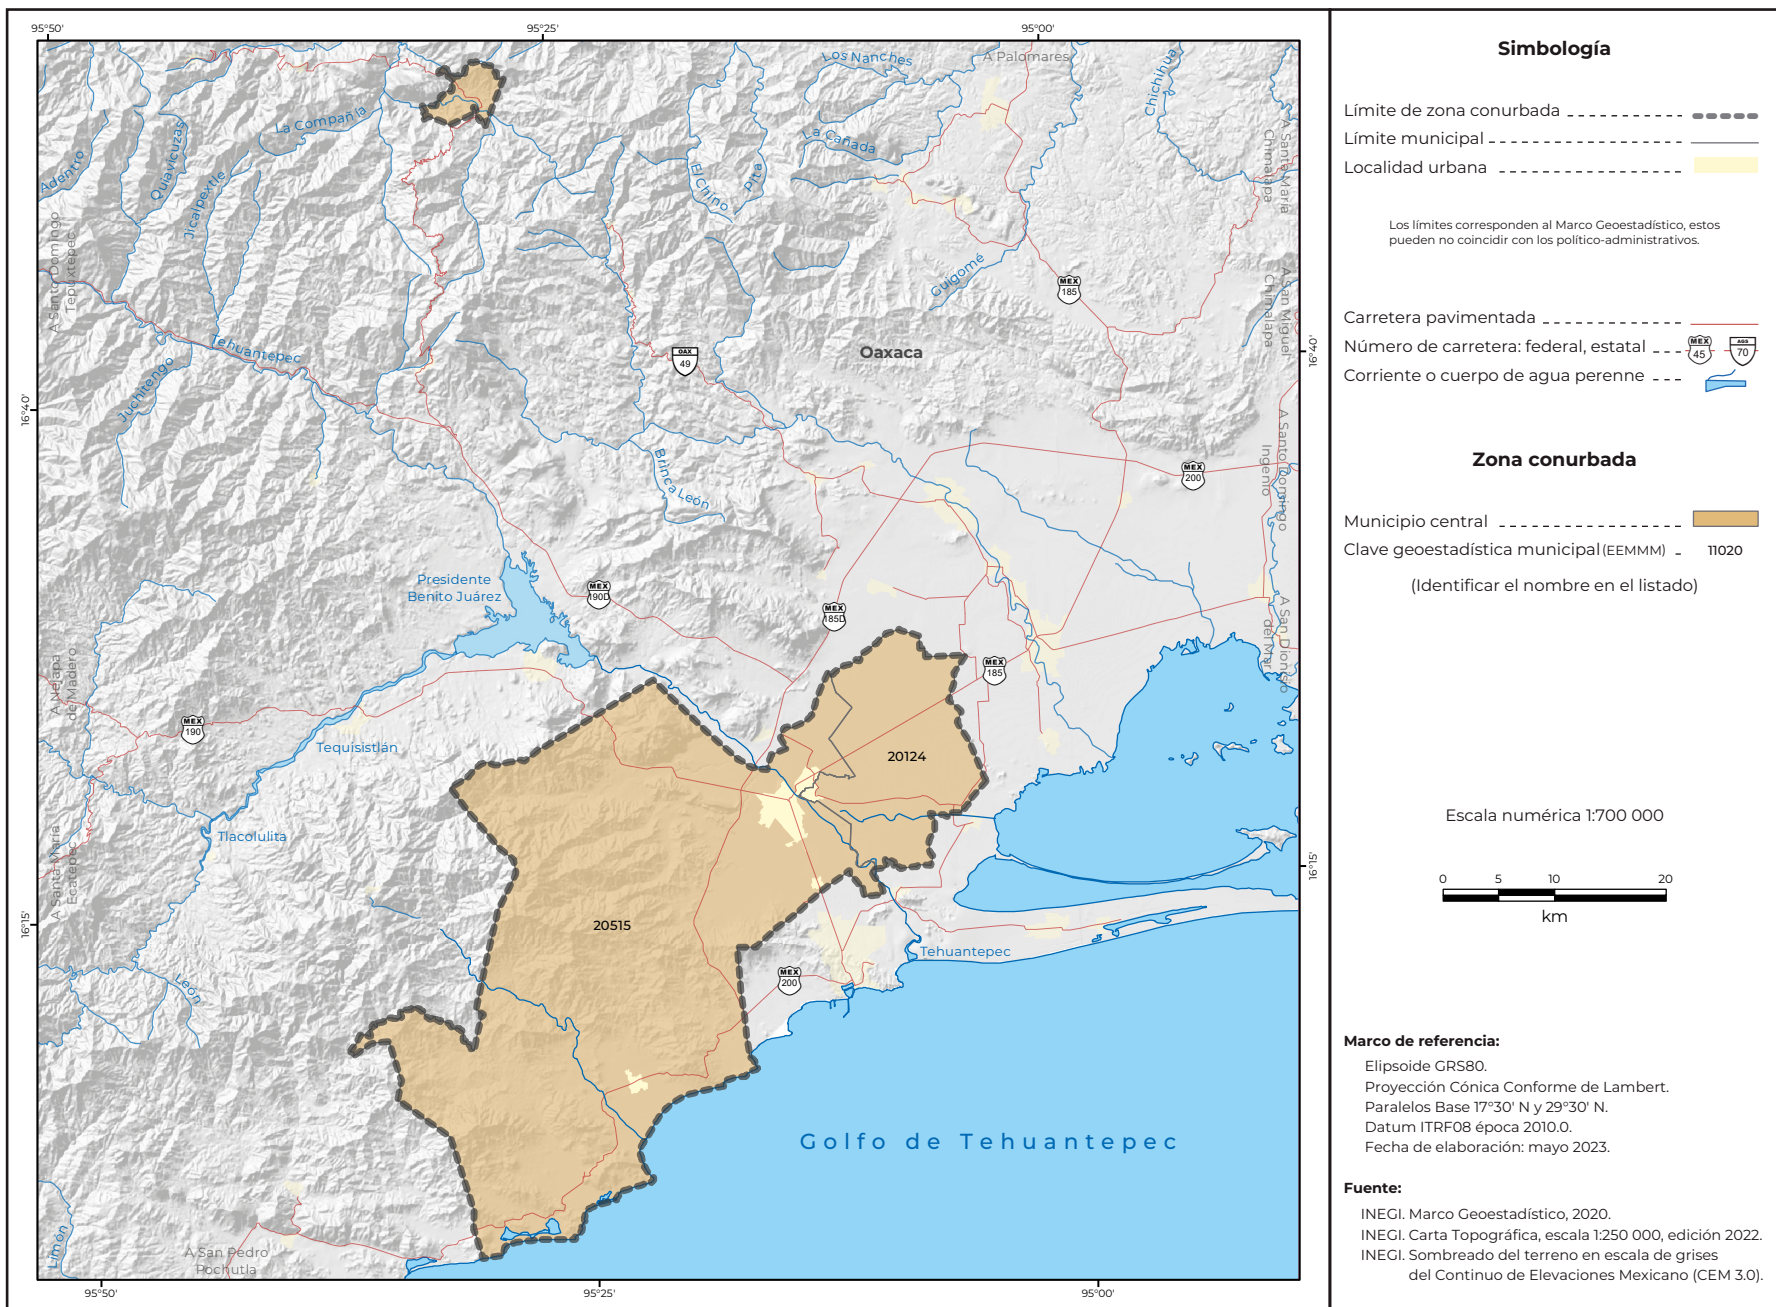 95°50'
95°25'
95°00'
Los Nanches
A Palomares
Chichihua
La Compañía
La Cañada
Adentro
Quiavicuzas
Jicalpextle
El Chino
Pita
A Santa María
Chimalapa
A Santo Domingo
Tepuxtepec
Guigomé
MEX
185
A San Miguel
Chimalapa
Tehuantepec
Oaxaca
OAX
49
16°40'
Juchitengo
16°40'
Brinca León
MEX
200
A Santo Domingo
Ingenio
Presidente
Benito Juárez
MEX
190D
MEX
185D
A San Dionisio
del Mar
A Nejapa
de Madero
MEX
185
MEX
190
Tequisistlán
20124
Tlacolulita
A Santa María
Ecatepec
16°15'
16°15'
20515
Tehuantepec
León
MEX
200
Golfo de Tehuantepec
Limón
A San Pedro
Pochutla
95°50'
95°25'
95°00'
Simbología
Límite de zona conurbada
Límite municipal
Localidad urbana
Los límites corresponden al Marco Geoestadístico, estos
pueden no coincidir con los político-administrativos.
Carretera pavimentada
Número de carretera: federal, estatal MEX 45 AGS 70
Corriente o cuerpo de agua perenne
Zona conurbada
Municipio central
Clave geoestadística municipal (EEMMM) 11020
(Identificar el nombre en el listado)
Escala numérica 1:700 000
0 5 10 20
km
Marco de referencia:
Elipsoide GRS80.
Proyección Cónica Conforme de Lambert.
Paralelos Base 17°30' N y 29°30' N.
Datum ITRF08 época 2010.0.
Fecha de elaboración: mayo 2023.
Fuente:
INEGI. Marco Geoestadístico, 2020.
INEGI. Carta Topográfica, escala 1:250 000, edición 2022.
INEGI. Sombreado del terreno en escala de grises
del Continuo de Elevaciones Mexicano (CEM 3.0).